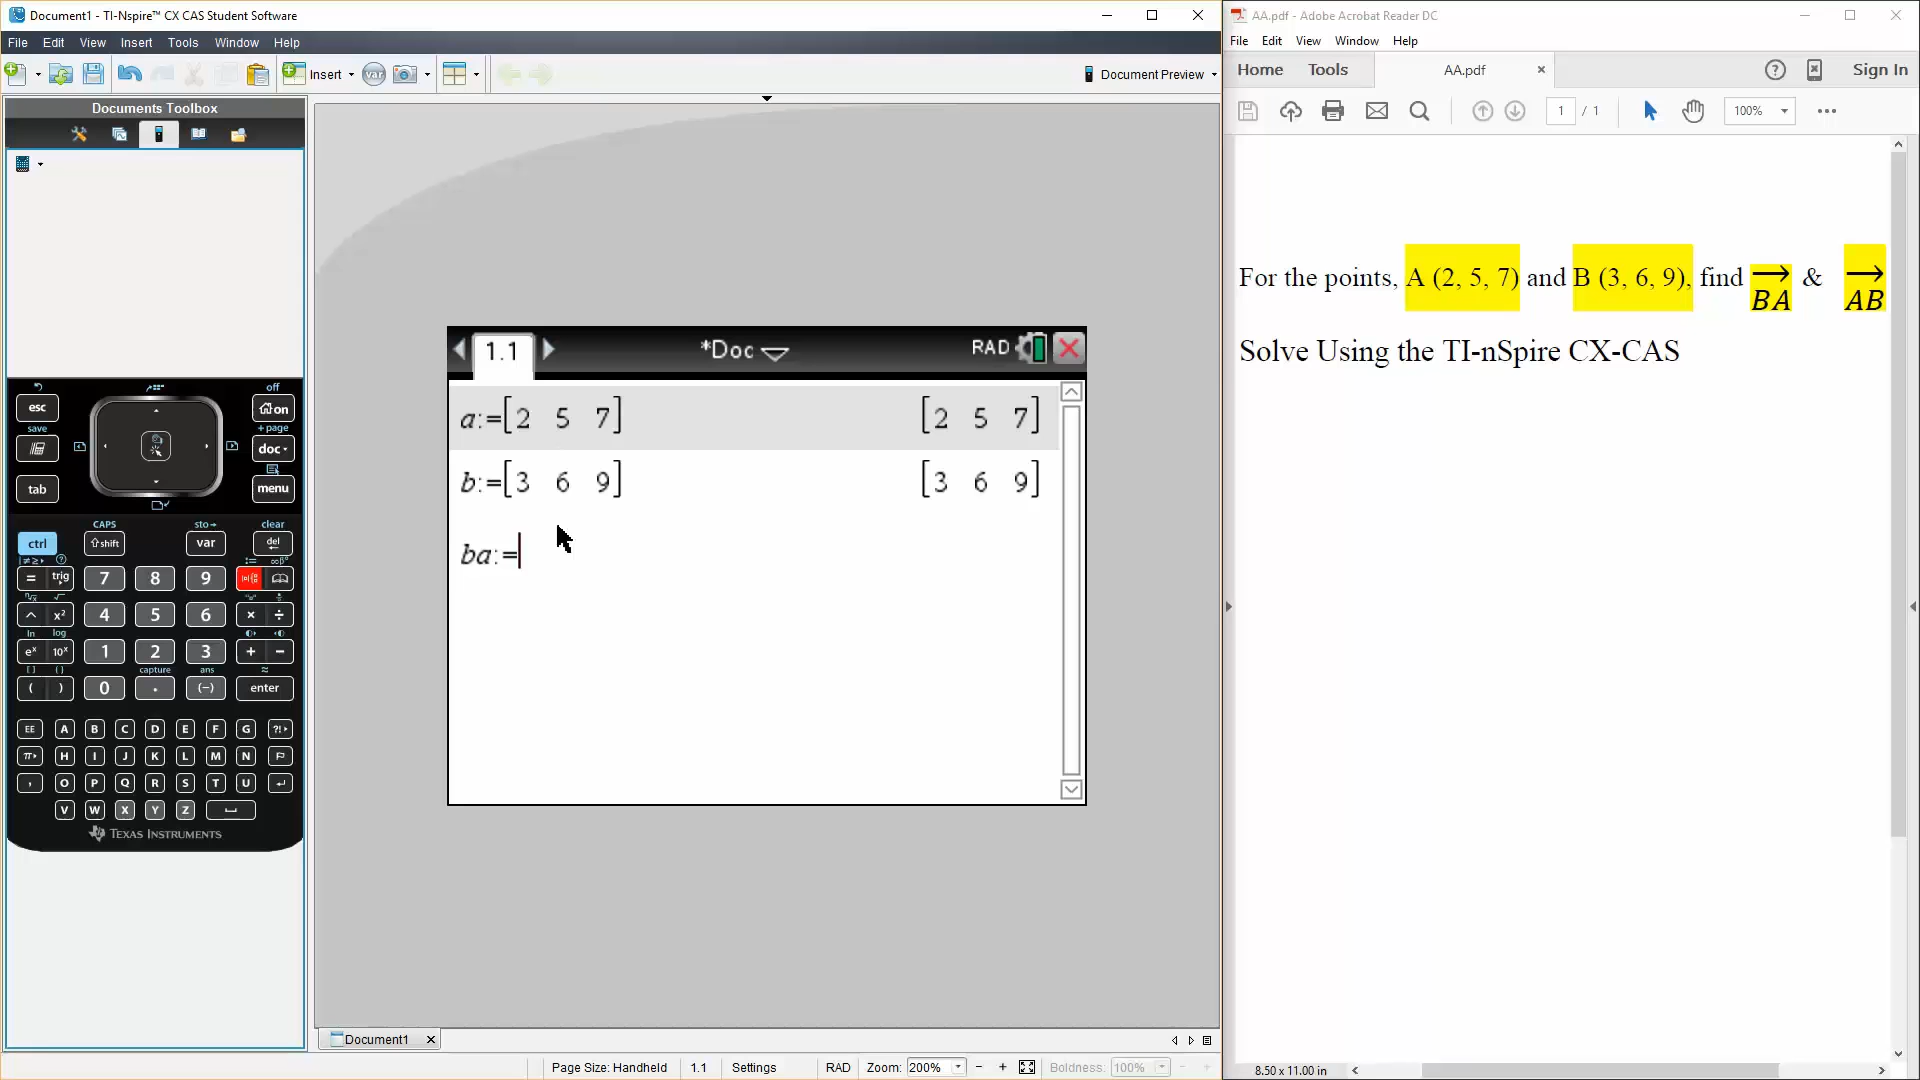 Document1 - TI-Nspire™ CX CAS Student Software
File Edit View Insert Tools Window Help
Insert
var
Document Preview
Documents Toolbox
1.1
*Doc
RAD
a:=[2 5 7] [2 5 7]
b:=[3 6 9] [3 6 9]
ba:=
off
esc
on
save
+page
doc
tab
menu
CAPS
sto→
clear
ctrl
shift
var
del
= trig 7 8 9
^ x² 4 5 6 × ÷
ln log
eˣ 10ˣ 1 2 3 + −
[ ] { } capture ans ≈
( ) 0 . (−) enter
EE A B C D E F G ?!▸
π▸ H I J K L M N
, O P Q R S T U ↵
V W X Y Z
TEXAS INSTRUMENTS
Document1
Page Size: Handheld 1.1 Settings RAD Zoom: 200% − + Boldness: 100% − +
AA.pdf - Adobe Acrobat Reader DC
File Edit View Window Help
Home Tools AA.pdf × Sign In
1 / 1 100%
For the points, A (2, 5, 7) and B (3, 6, 9), find BA & AB
Solve Using the TI-nSpire CX-CAS
8.50 x 11.00 in